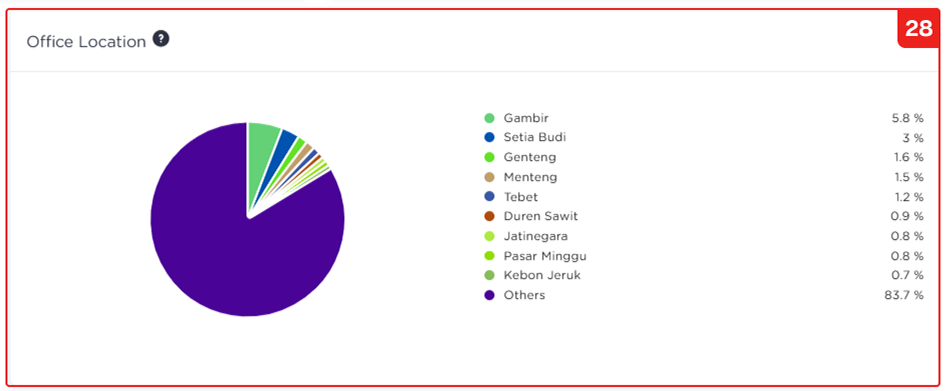 28
Office Location ?
Gambir 5.8 %
Setia Budi 3 %
Genteng 1.6 %
Menteng 1.5 %
Tebet 1.2 %
Duren Sawit 0.9 %
Jatinegara 0.8 %
Pasar Minggu 0.8 %
Kebon Jeruk 0.7 %
Others 83.7 %